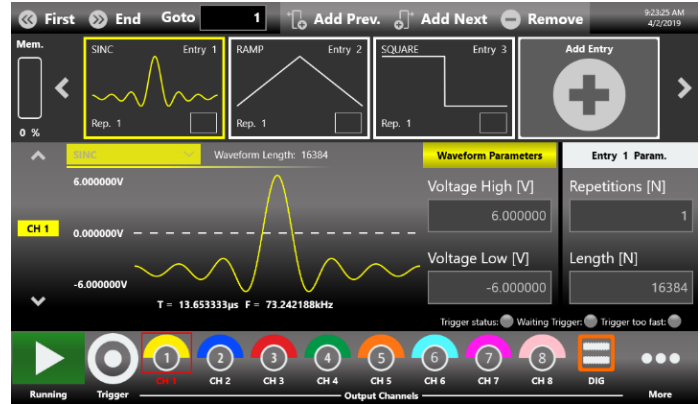 First End Goto 1 Add Prev. Add Next Remove 9:23:25 AM
4/2/2019
Mem.
0 %
SINC Entry 1
Rep. 1
RAMP Entry 2
Rep. 1
SQUARE Entry 3
Rep. 1
Add Entry
SINC Waveform Length: 16384
6.000000V
CH 1 0.000000V
-6.000000V
T = 13.653333µs F = 73.242188kHz
Waveform Parameters
Voltage High [V]
6.000000
Voltage Low [V]
-6.000000
Entry 1 Param.
Repetitions [N]
1
Length [N]
16384
Trigger status: Waiting Trigger: Trigger too fast:
1 2 3 4 5 6 7 8
CH 1 CH 2 CH 3 CH 4 CH 5 CH 6 CH 7 CH 8 DIG
Running Trigger Output Channels More